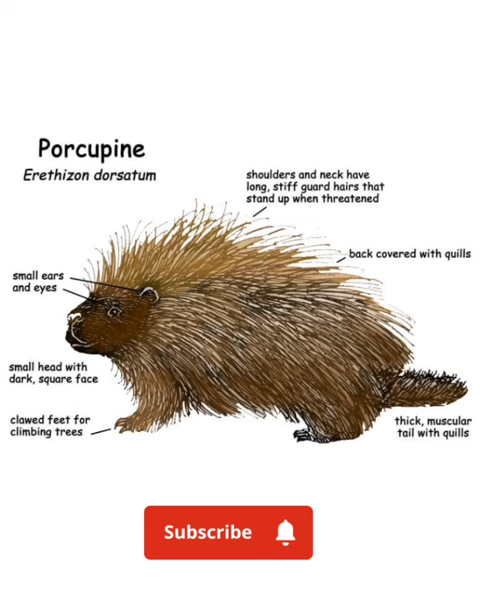 Porcupine
Erethizon dorsatum
shoulders and neck have
long, stiff guard hairs that
stand up when threatened
back covered with quills
small ears
and eyes
small head with
dark, square face
clawed feet for
climbing trees
thick, muscular
tail with quills
Subscribe